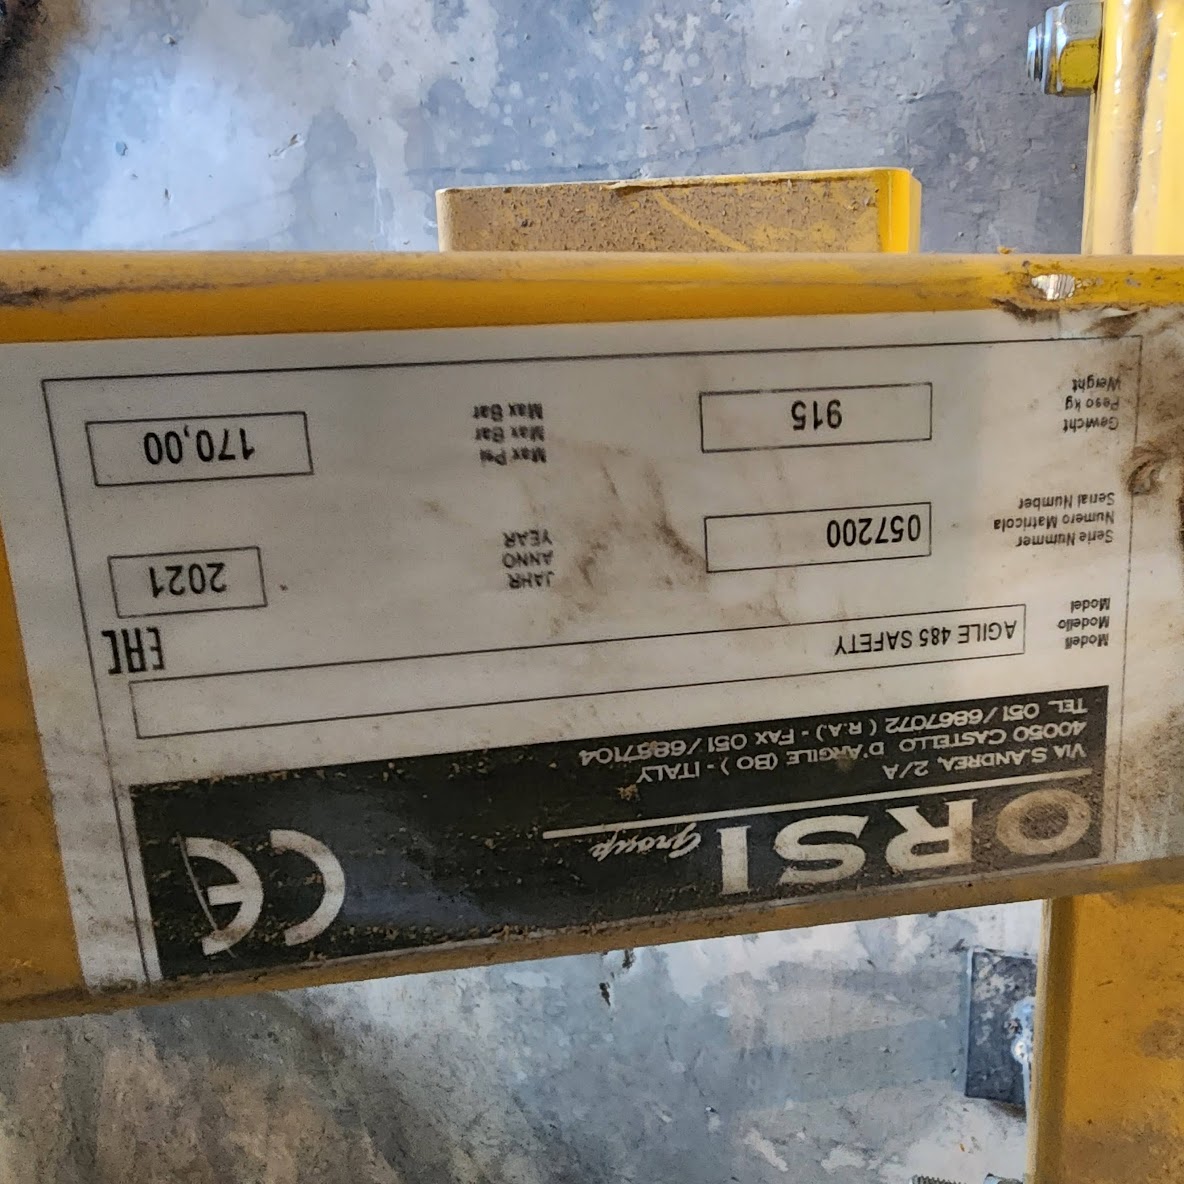 ORSI Group
VIA S.ANDREA, 2/A
40050 CASTELLO D'ARGILE (BO) - ITALY
TEL. 051/6867072 (R.A.) - FAX 051/6867104
CE
Modell
Modello
Model
AGILE 485 SAFETY
EAC
Serie Nummer
Numero Matricola
Serial Number
057200
JAHR
ANNO
YEAR
2021
Gewicht
Peso kg
Werght
915
Max Psi
Max Bar
Max Bar
170,00